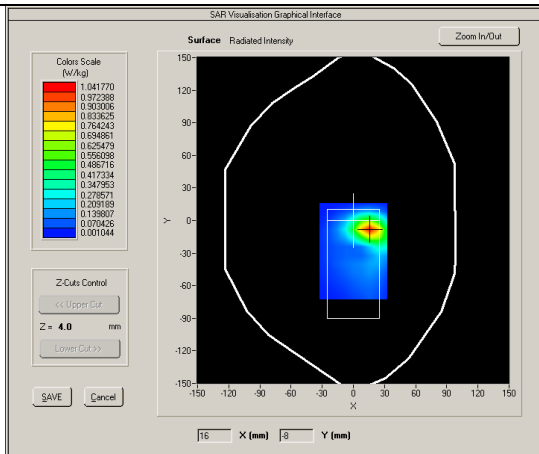 SAR Visualisation Graphical Interface
Surface Radiated Intensity
Zoom In/Out
Colors Scale
(W/kg)
1.041770
0.972388
0.903006
0.833625
0.764243
0.694861
0.625479
0.556098
0.486716
0.417334
0.347953
0.278571
0.209189
0.139807
0.070426
0.001044
Z-Cuts Control
<< Upper Cut
Z = 4.0 mm
Lower Cut >>
SAVE
Cancel
150-
120-
90-
60-
30-
0-
-30-
-60-
-90-
-120-
-150-
Y
-150 -120 -90 -60 -30 0 30 60 90 120 150
X
16 X (mm) -8 Y (mm)